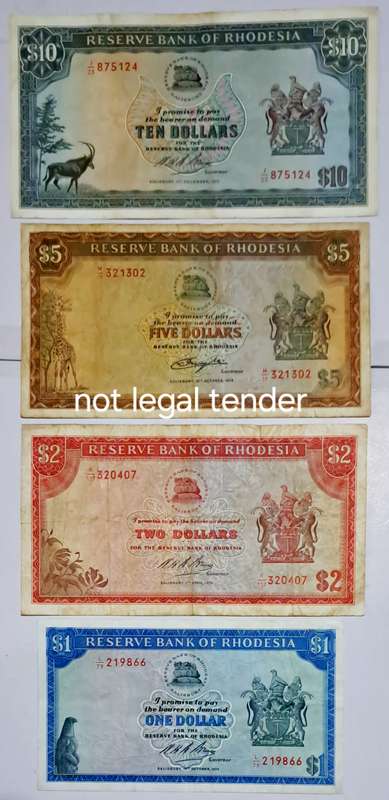 $10 RESERVE BANK OF RHODESIA $10
J/23 875124
I promise to pay
the bearer on demand
TEN DOLLARS
FOR THE
RESERVE BANK OF RHODESIA
875124
Governor
$10
$5 RESERVE BANK OF RHODESIA $5
321302
I promise to pay
the bearer on demand
FIVE DOLLARS
FOR THE
RESERVE BANK OF RHODESIA
321302
Governor
$5
not legal tender
$2 RESERVE BANK OF RHODESIA $2
320407
I promise to pay the bearer on demand
TWO DOLLARS
FOR THE RESERVE BANK OF RHODESIA
320407
Governor
$2
$1 RESERVE BANK OF RHODESIA $1
219866
I promise to pay
the bearer on demand
ONE DOLLAR
FOR THE
RESERVE BANK OF RHODESIA
219866
Governor
$1